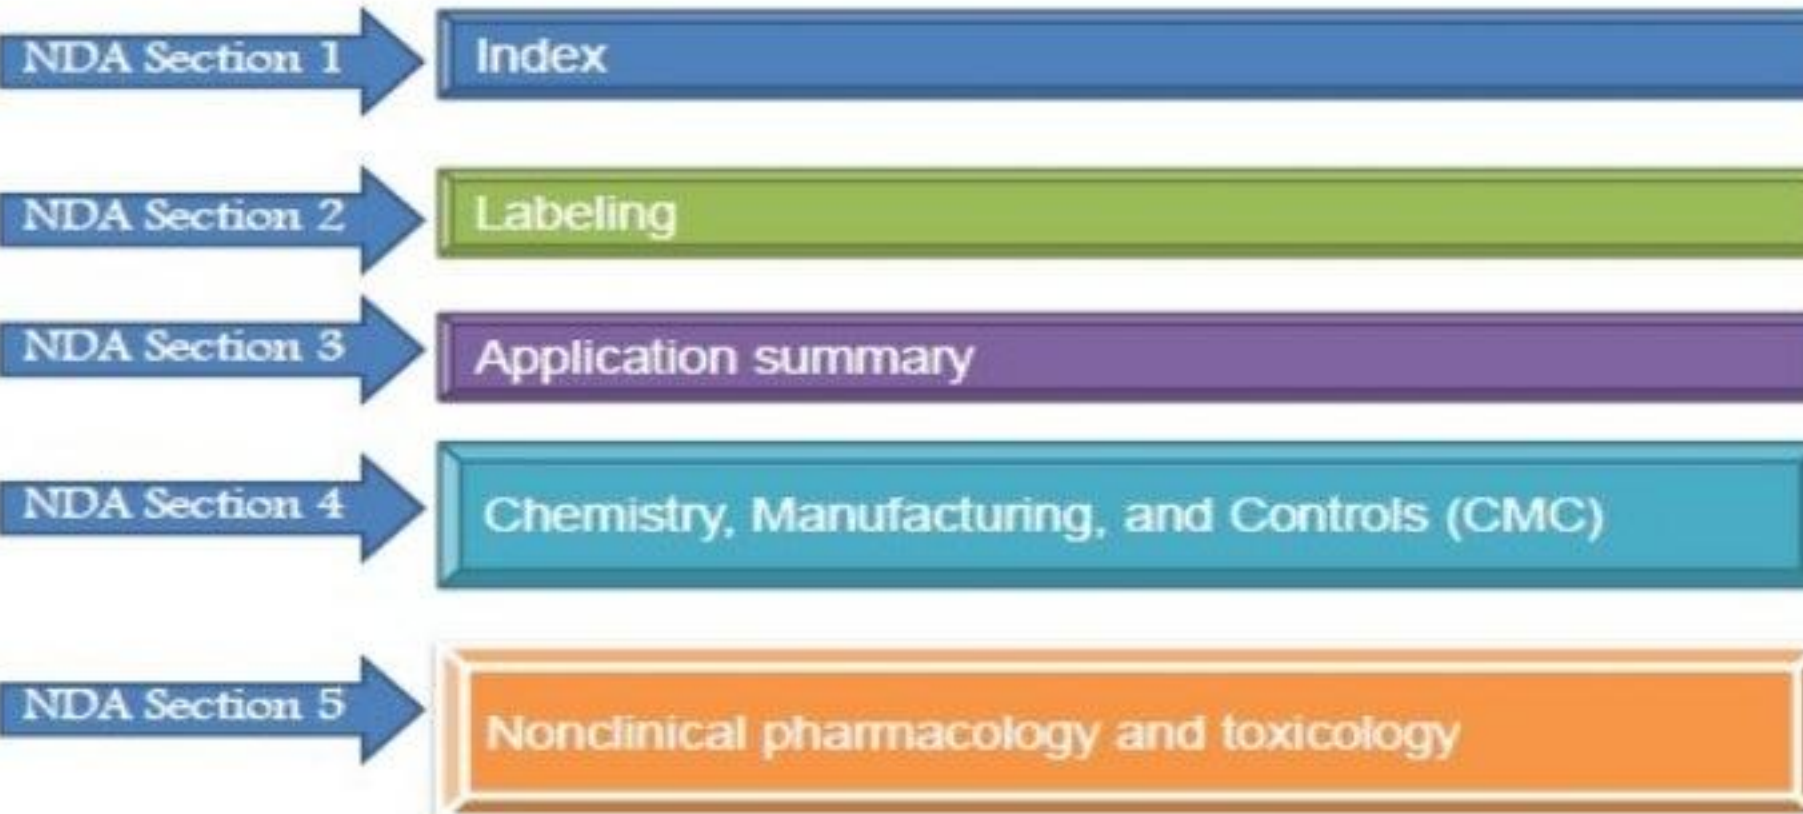 NDA Section 1
Index
NDA Section 2
Labeling
NDA Section 3
Application summary
NDA Section 4
Chemistry, Manufacturing, and Controls (CMC)
NDA Section 5
Nonclinical pharmacology and toxicology